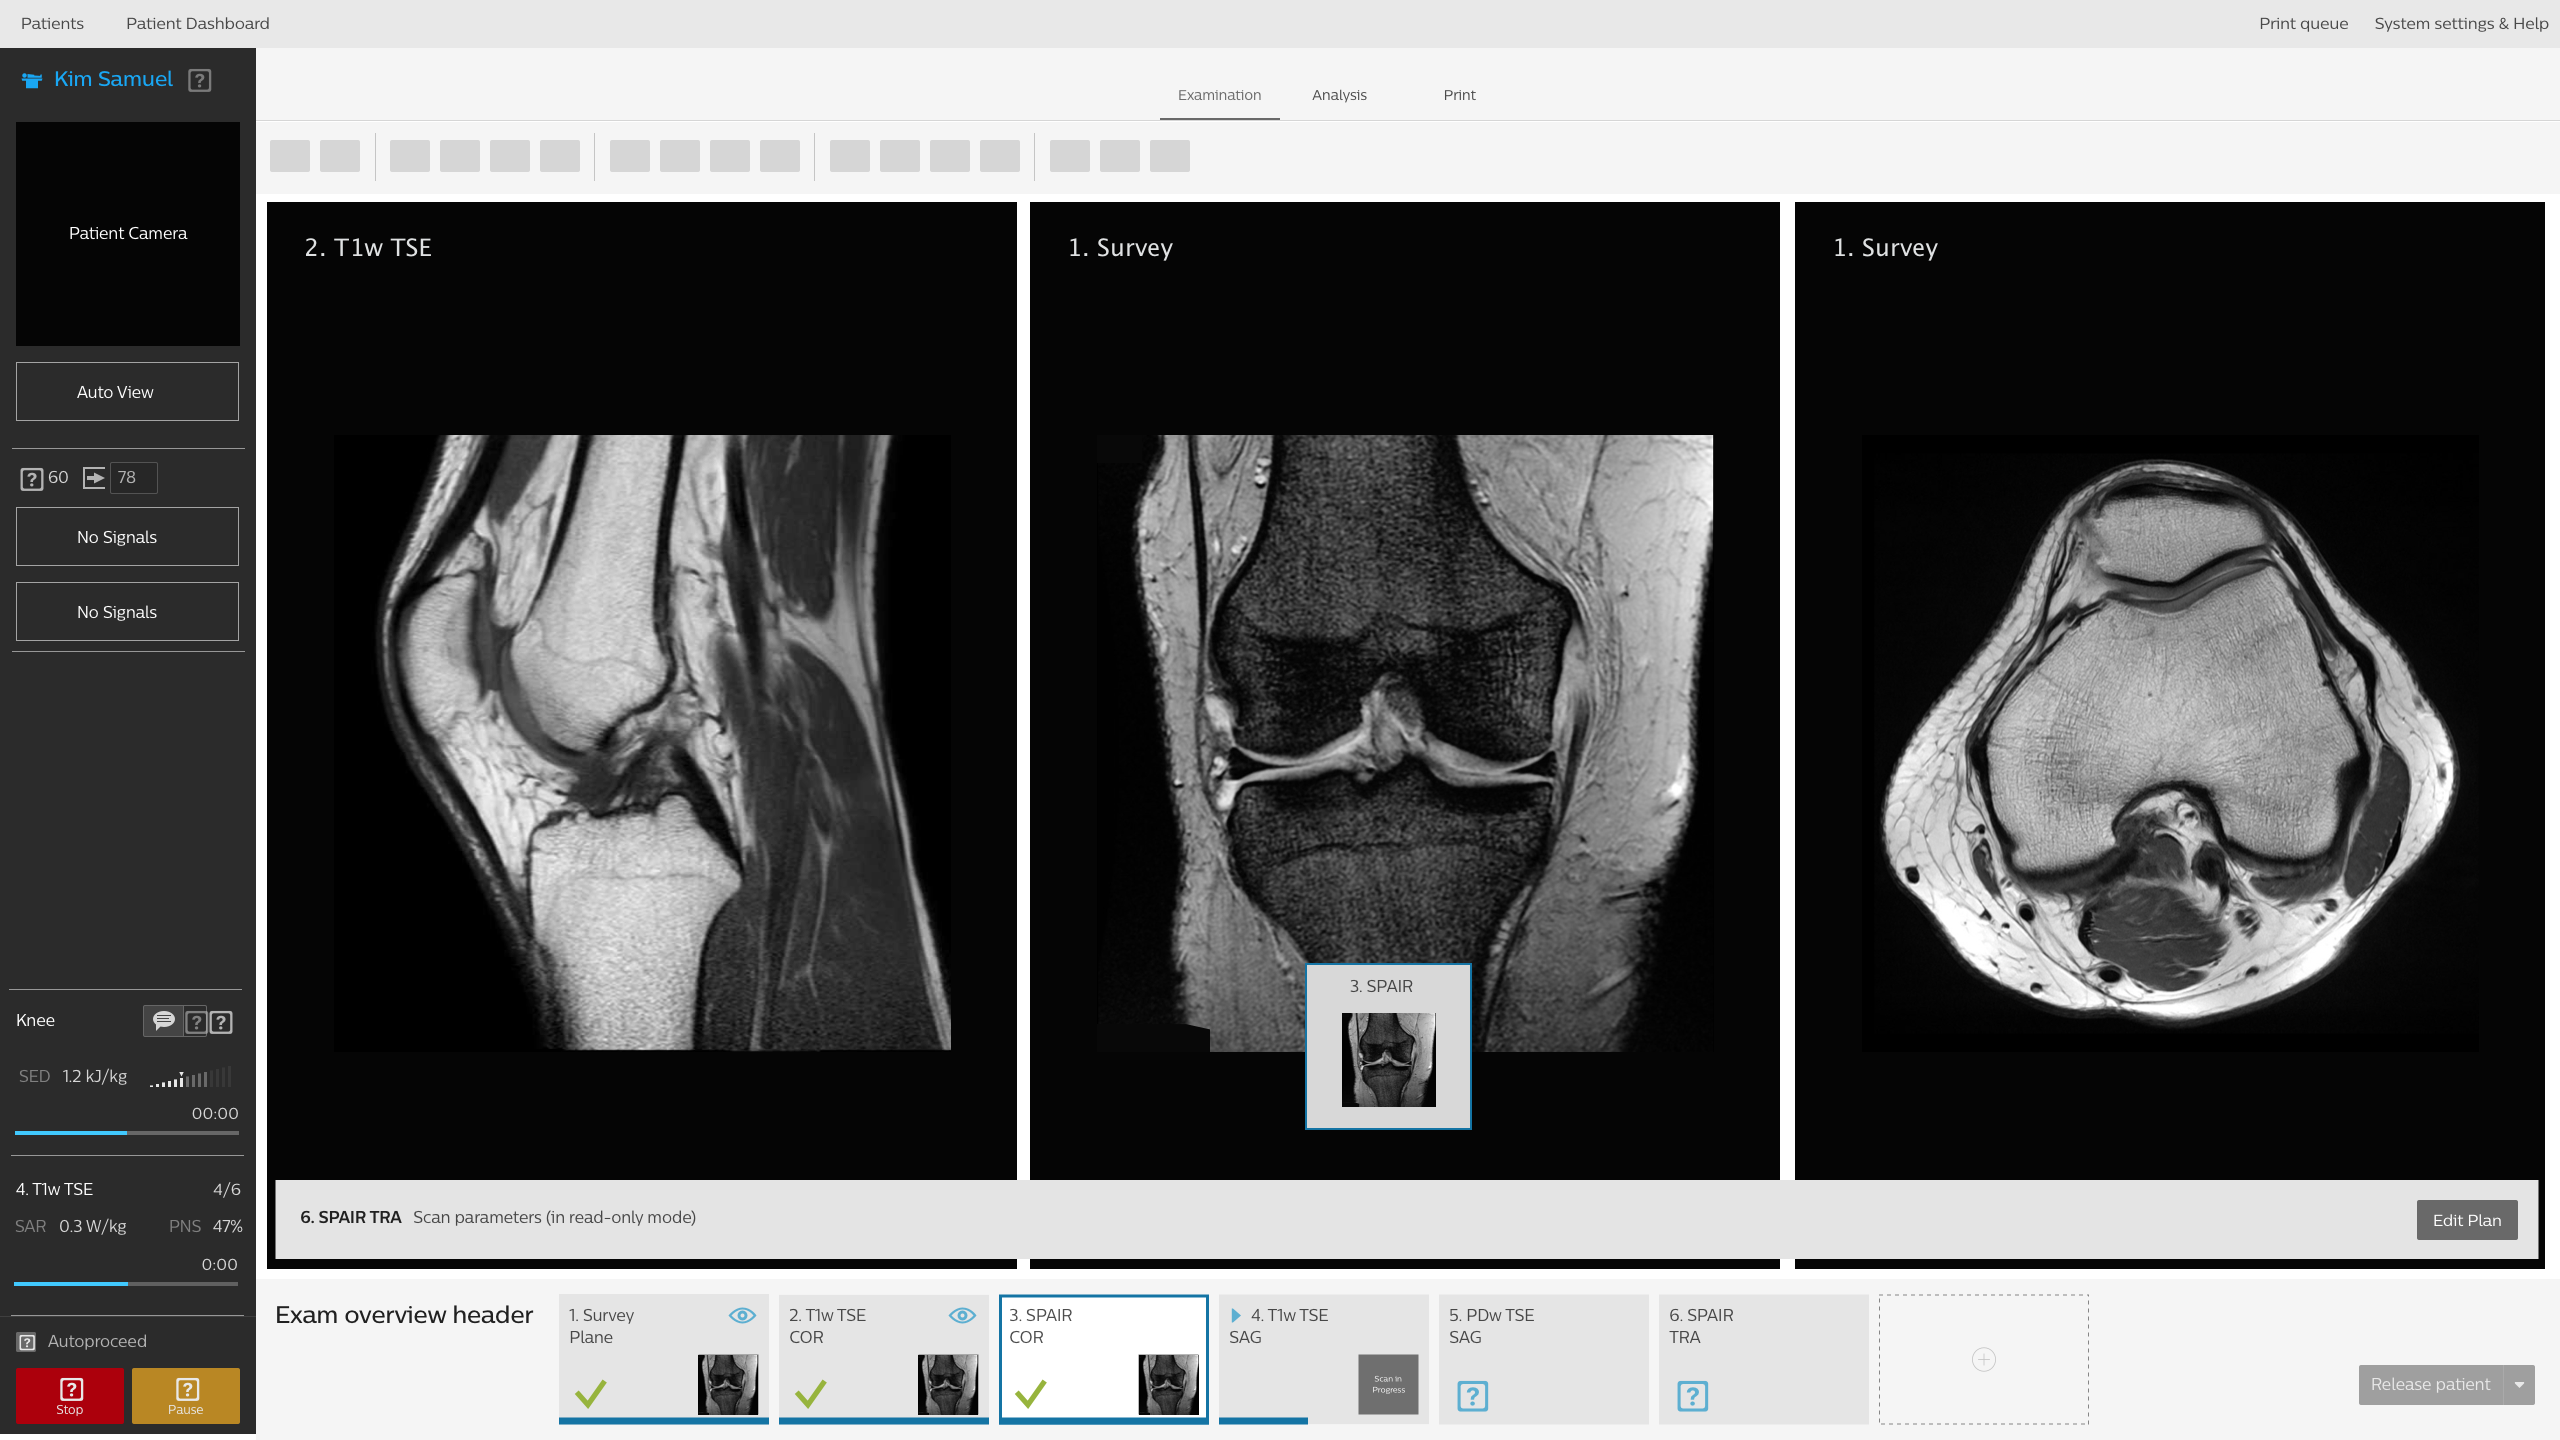 Patients
Patient Dashboard
Print queue
System settings & Help
Kim Samuel
?
Examination
Analysis
Print
Patient Camera
Auto View
? 60 78
No Signals
No Signals
2. T1w TSE
1. Survey
1. Survey
3. SPAIR
Knee
? ?
SED 1.2 kJ/kg
00:00
4. T1w TSE 4/6
SAR 0.3 W/kg PNS 47%
0:00
? Autoproceed
?
Stop
?
Pause
6. SPAIR TRA Scan parameters (in read-only mode)
Edit Plan
Exam overview header
1. Survey
Plane
2. T1w TSE
COR
3. SPAIR
COR
4. T1w TSE
SAG
Scan In
Progress
5. PDw TSE
SAG
?
6. SPAIR
TRA
?
Release patient